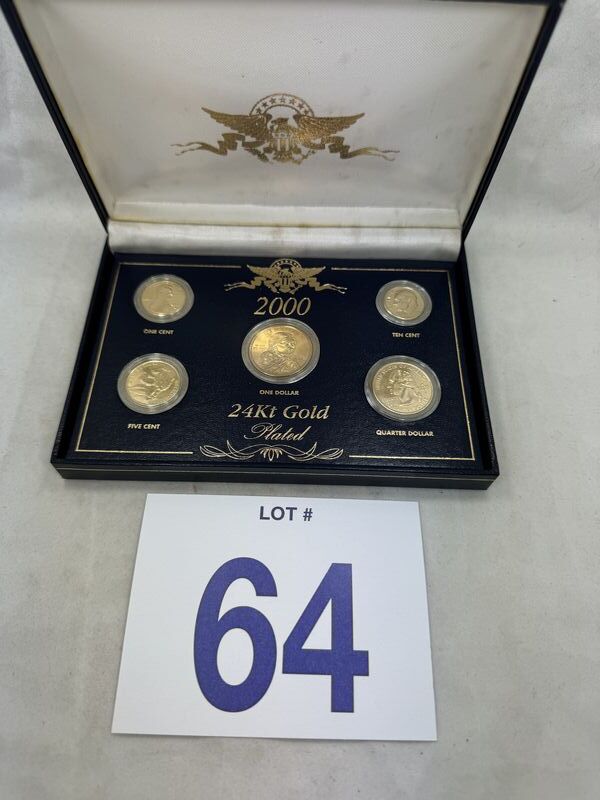 2000
ONE CENT
TEN CENT
ONE DOLLAR
FIVE CENT
24Kt Gold
Plated
QUARTER DOLLAR
LOT #
64